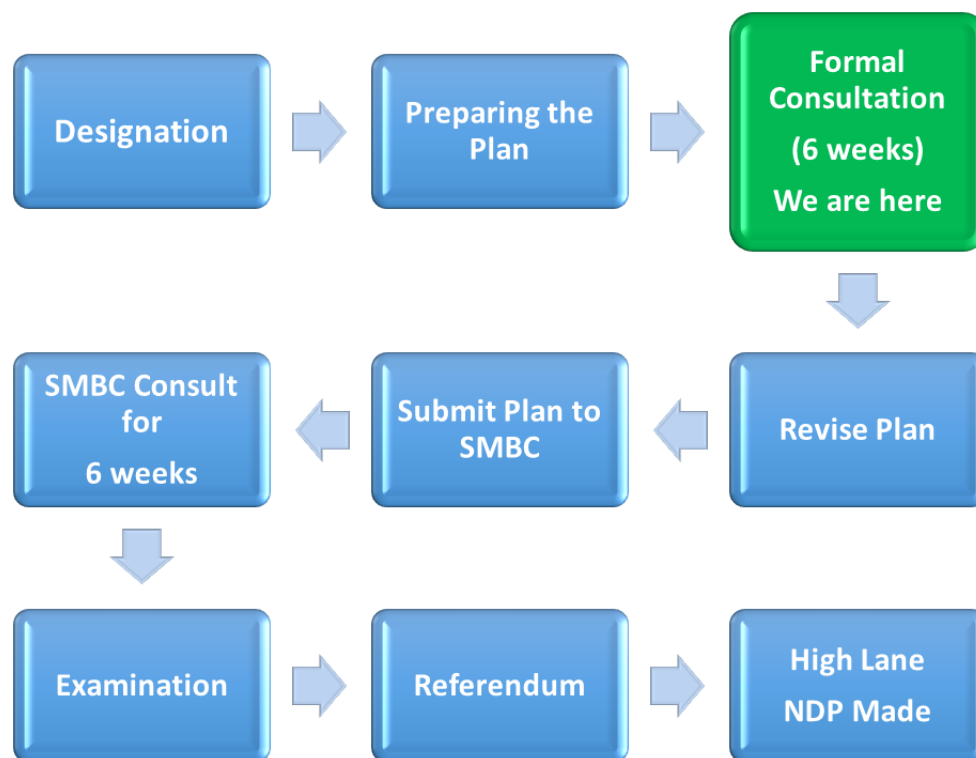 Designation
Preparing the
Plan
Formal
Consultation
(6 weeks)
We are here
Revise Plan
Submit Plan to
SMBC
SMBC Consult
for
6 weeks
Examination
Referendum
High Lane
NDP Made